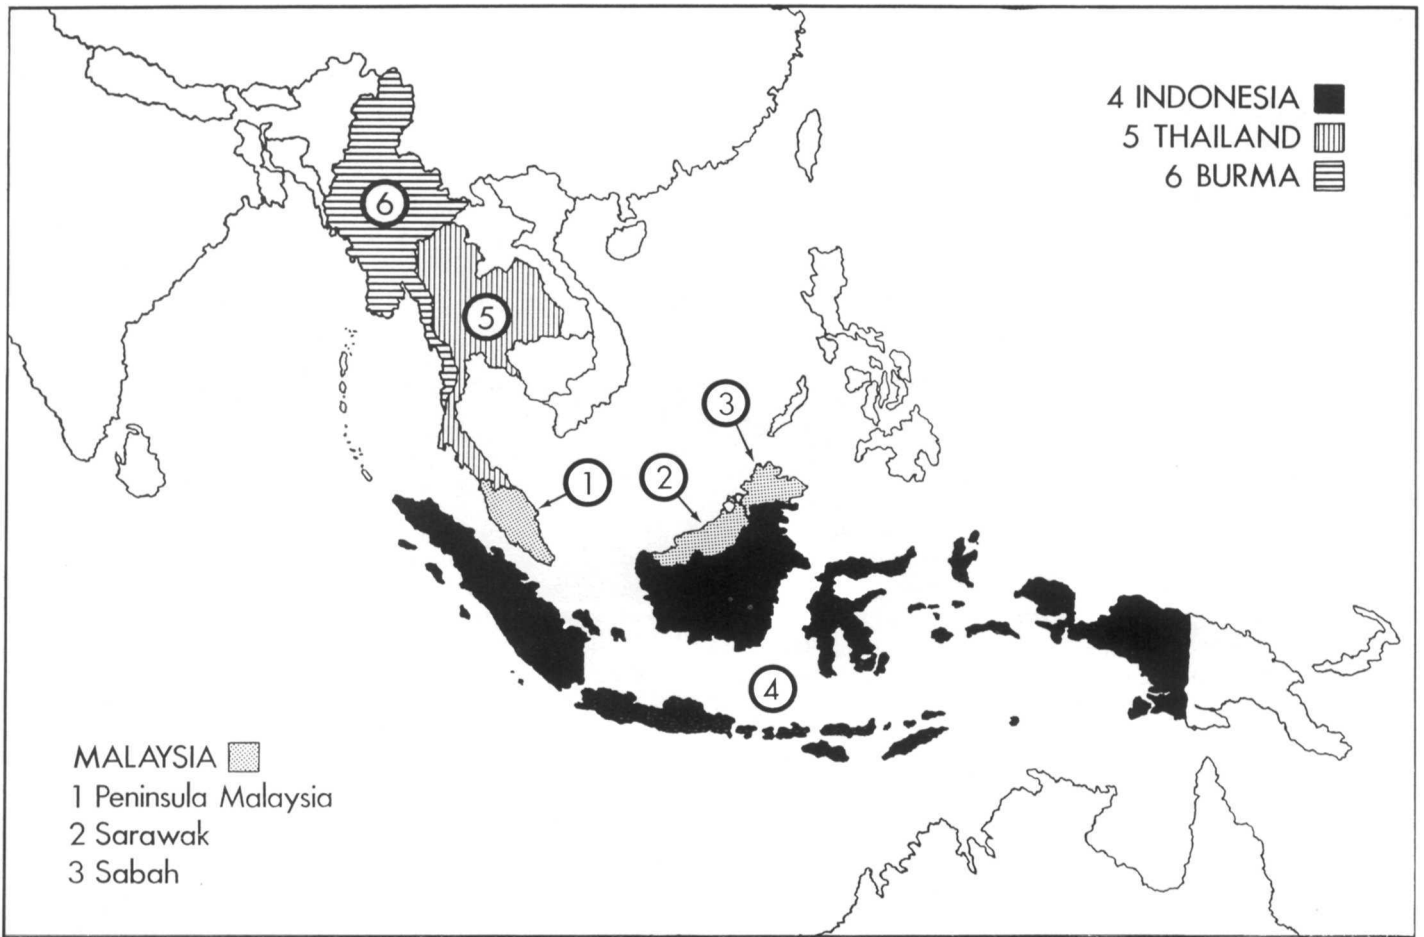 4 INDONESIA
5 THAILAND
6 BURMA
6
5
3
2
1
4
MALAYSIA
1 Peninsula Malaysia
2 Sarawak
3 Sabah